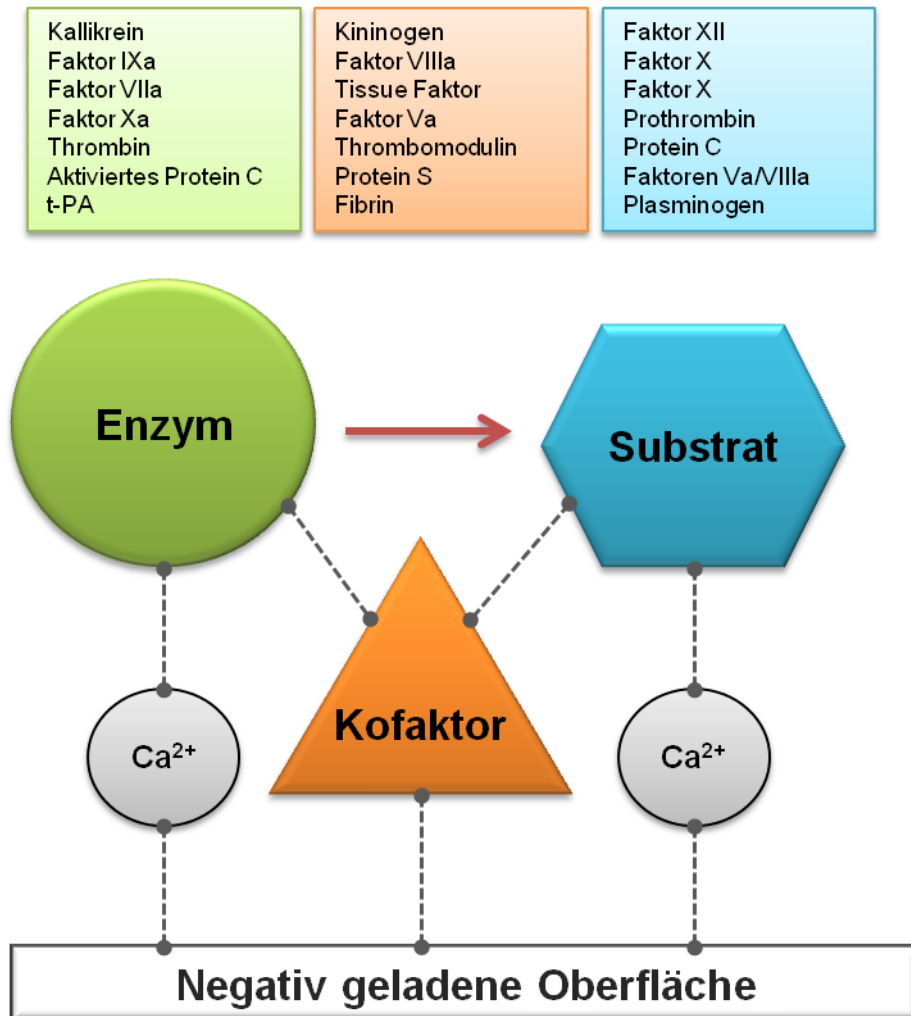 Kallikrein
Faktor IXa
Faktor VIIa
Faktor Xa
Thrombin
Aktiviertes Protein C
t-PA
Kininogen
Faktor VIIIa
Tissue Faktor
Faktor Va
Thrombomodulin
Protein S
Fibrin
Faktor XII
Faktor X
Faktor X
Prothrombin
Protein C
Faktoren Va/VIIIa
Plasminogen
Enzym
Substrat
Kofaktor
Ca²⁺
Ca²⁺
Negativ geladene Oberfläche